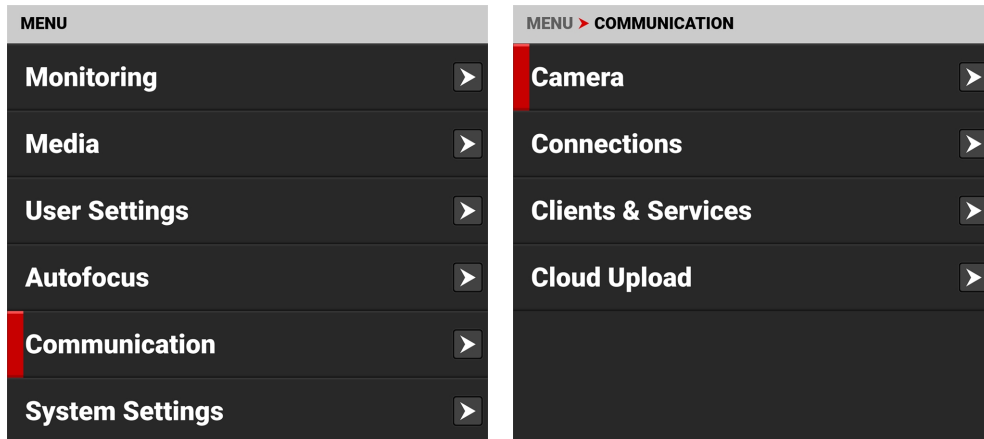 MENU
Monitoring
Media
User Settings
Autofocus
Communication
System Settings
MENU ➤ COMMUNICATION
Camera
Connections
Clients & Services
Cloud Upload